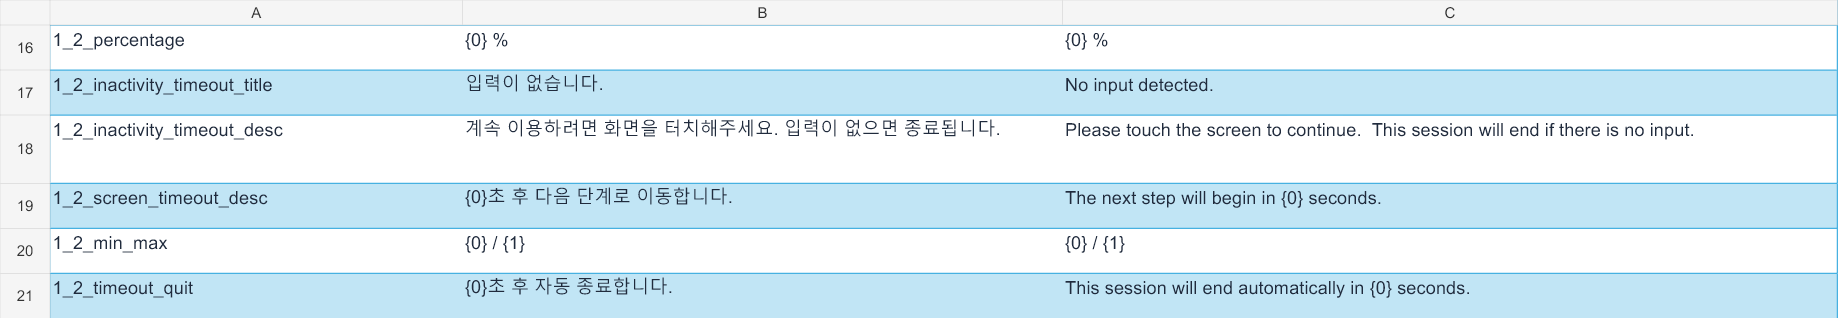 A B C
16 1_2_percentage {0} % {0} %
17 1_2_inactivity_timeout_title 입력이 없습니다. No input detected.
18 1_2_inactivity_timeout_desc 계속 이용하려면 화면을 터치해주세요. 입력이 없으면 종료됩니다. Please touch the screen to continue.  This session will end if there is no input.
19 1_2_screen_timeout_desc {0}초 후 다음 단계로 이동합니다. The next step will begin in {0} seconds.
20 1_2_min_max {0} / {1} {0} / {1}
21 1_2_timeout_quit {0}초 후 자동 종료합니다. This session will end automatically in {0} seconds.